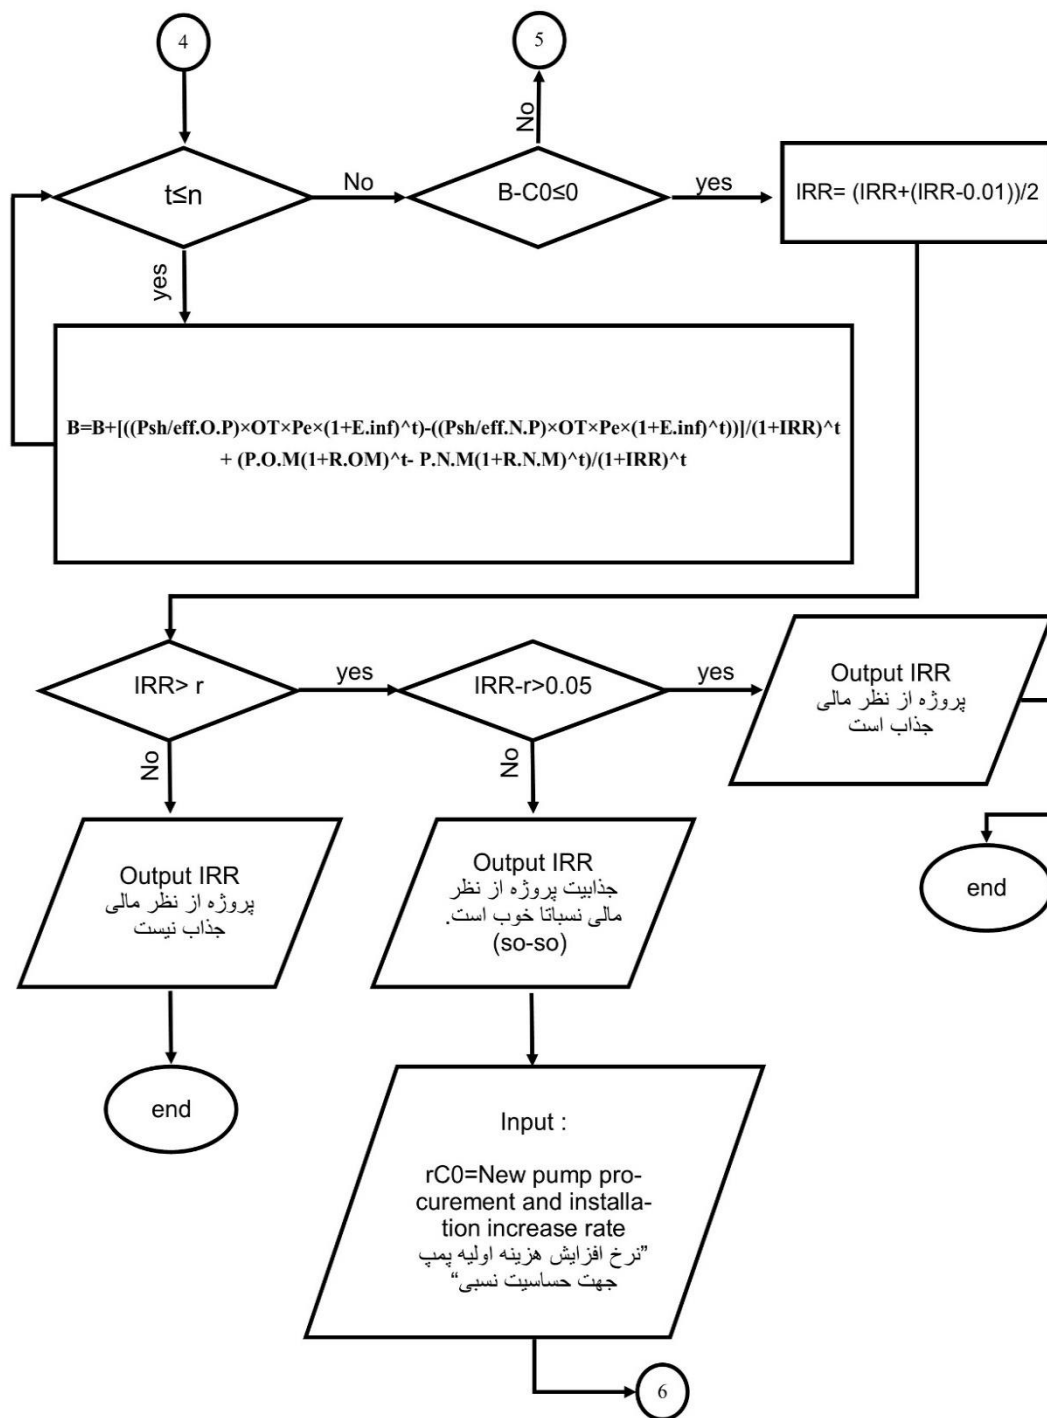 4
5
No
t≤n
No
B-C0≤0
yes
IRR= (IRR+(IRR-0.01))/2
yes
B=B+[((Psh/eff.O.P)×OT×Pe×(1+E.inf)^t)-((Psh/eff.N.P)×OT×Pe×(1+E.inf)^t))]/(1+IRR)^t
+ (P.O.M(1+R.OM)^t- P.N.M(1+R.N.M)^t)/(1+IRR)^t
IRR> r
yes
IRR-r>0.05
yes
Output IRR
پروژه از نظر مالی
جذاب است
No
No
Output IRR
پروژه از نظر مالی
جذاب نیست
Output IRR
جذابیت پروژه از نظر
مالی نسباتا خوب است.
(so-so)
end
end
Input :
rC0=New pump pro-
curement and installa-
tion increase rate
”نرخ افزایش هزینه اولیه پمپ
جهت حساسیت نسبی“
6